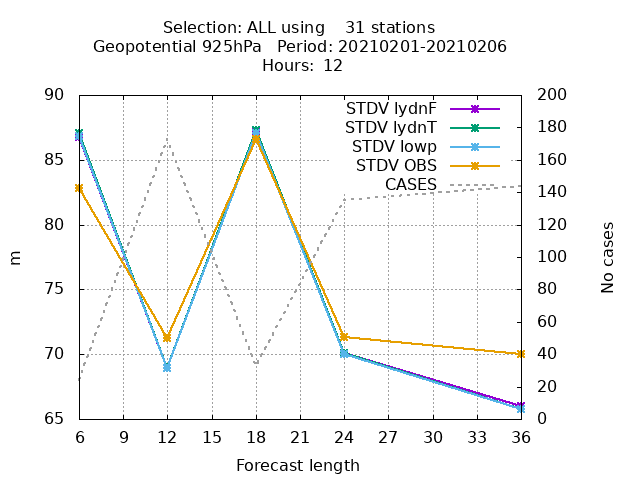 Selection: ALL using    31 stations
Geopotential 925hPa   Period: 20210201-20210206
Hours:  12
STDV lydnF
STDV lydnT
STDV lowp
STDV OBS
CASES
90
85
80
75
70
65
200
180
160
140
120
100
80
60
40
20
0
m
No cases
6 9 12 15 18 21 24 27 30 33 36
Forecast length